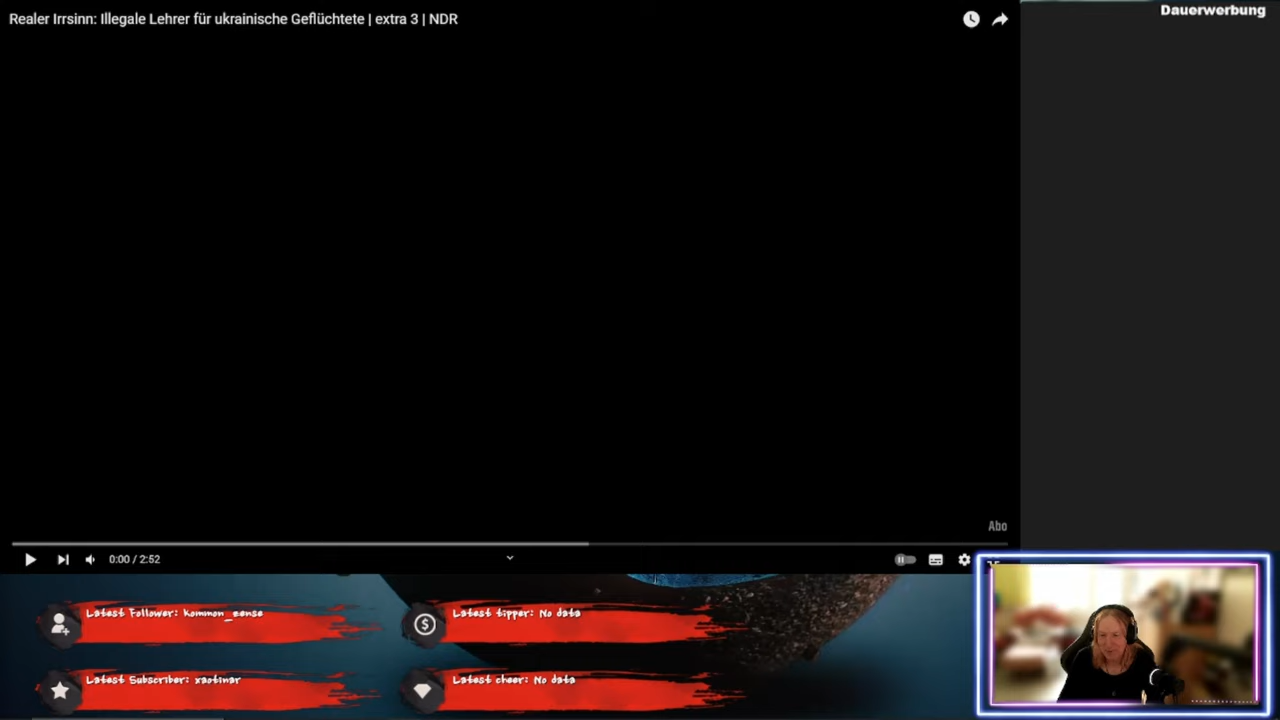 Realer Irrsinn: Illegale Lehrer für ukrainische Geflüchtete | extra 3 | NDR
Dauerwerbung
Abo
0:00 / 2:52
Latest Follower: kommon_zense
Latest tipper: No data
Latest Subscriber: xaotinar
Latest cheer: No data